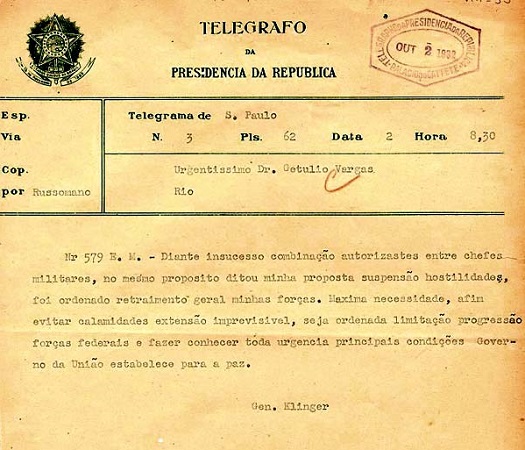 TELEGRAFO
DA
PRESIDENCIA DA REPUBLICA
OUT 2 1932
Esp. Telegrama de S. Paulo
Via N. 3 Pls. 62 Data 2 Hora 8,30
Cop. Urgentissimo Dr. Getulio Vargas
por Russomano Rio
Nr 579 E. M. - Diante insucesso combinação autorizastes entre chefes
militares, no mesmo proposito ditou minha proposta suspensão hostilidades,
foi ordenado retraimento geral minhas forças. Maxima necessidade, afim
evitar calamidades extensão imprevisivel, seja ordenada limitação progressão
forças federais e fazer conhecer toda urgencia principais condições Gover-
no da União estabelece para a paz.
Gen. Klinger